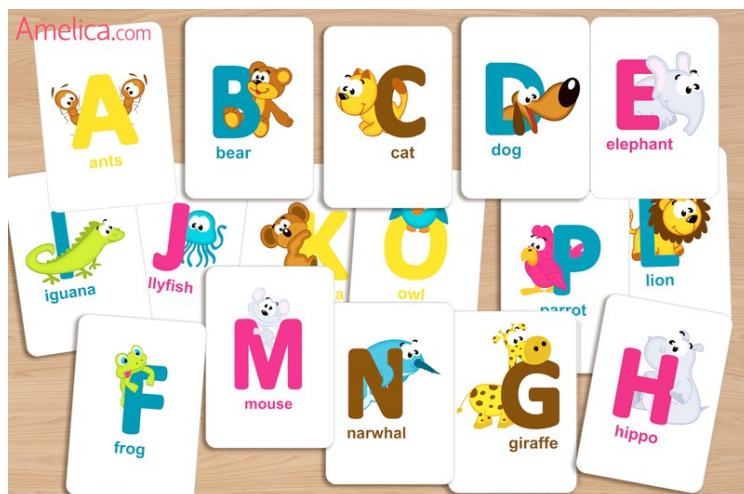 Amelica.com
A
ants
B
bear
C
cat
D
dog
E
elephant
I
iguana
J
llyfish
K
a
O
owl
P
parrot
L
lion
F
frog
M
mouse
N
narwhal
G
giraffe
H
hippo